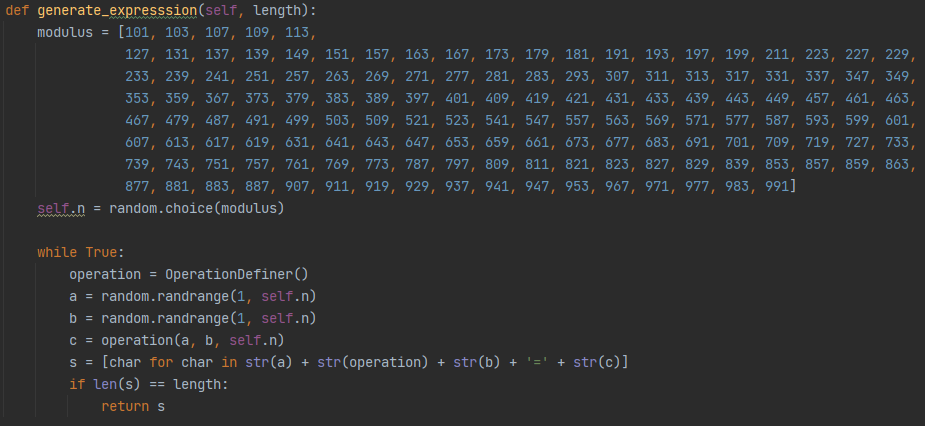 def generate_expresssion(self, length):
    modulus = [101, 103, 107, 109, 113,
               127, 131, 137, 139, 149, 151, 157, 163, 167, 173, 179, 181, 191, 193, 197, 199, 211, 223, 227, 229,
               233, 239, 241, 251, 257, 263, 269, 271, 277, 281, 283, 293, 307, 311, 313, 317, 331, 337, 347, 349,
               353, 359, 367, 373, 379, 383, 389, 397, 401, 409, 419, 421, 431, 433, 439, 443, 449, 457, 461, 463,
               467, 479, 487, 491, 499, 503, 509, 521, 523, 541, 547, 557, 563, 569, 571, 577, 587, 593, 599, 601,
               607, 613, 617, 619, 631, 641, 643, 647, 653, 659, 661, 673, 677, 683, 691, 701, 709, 719, 727, 733,
               739, 743, 751, 757, 761, 769, 773, 787, 797, 809, 811, 821, 823, 827, 829, 839, 853, 857, 859, 863,
               877, 881, 883, 887, 907, 911, 919, 929, 937, 941, 947, 953, 967, 971, 977, 983, 991]
    self.n = random.choice(modulus)

    while True:
        operation = OperationDefiner()
        a = random.randrange(1, self.n)
        b = random.randrange(1, self.n)
        c = operation(a, b, self.n)
        s = [char for char in str(a) + str(operation) + str(b) + '=' + str(c)]
        if len(s) == length:
            return s